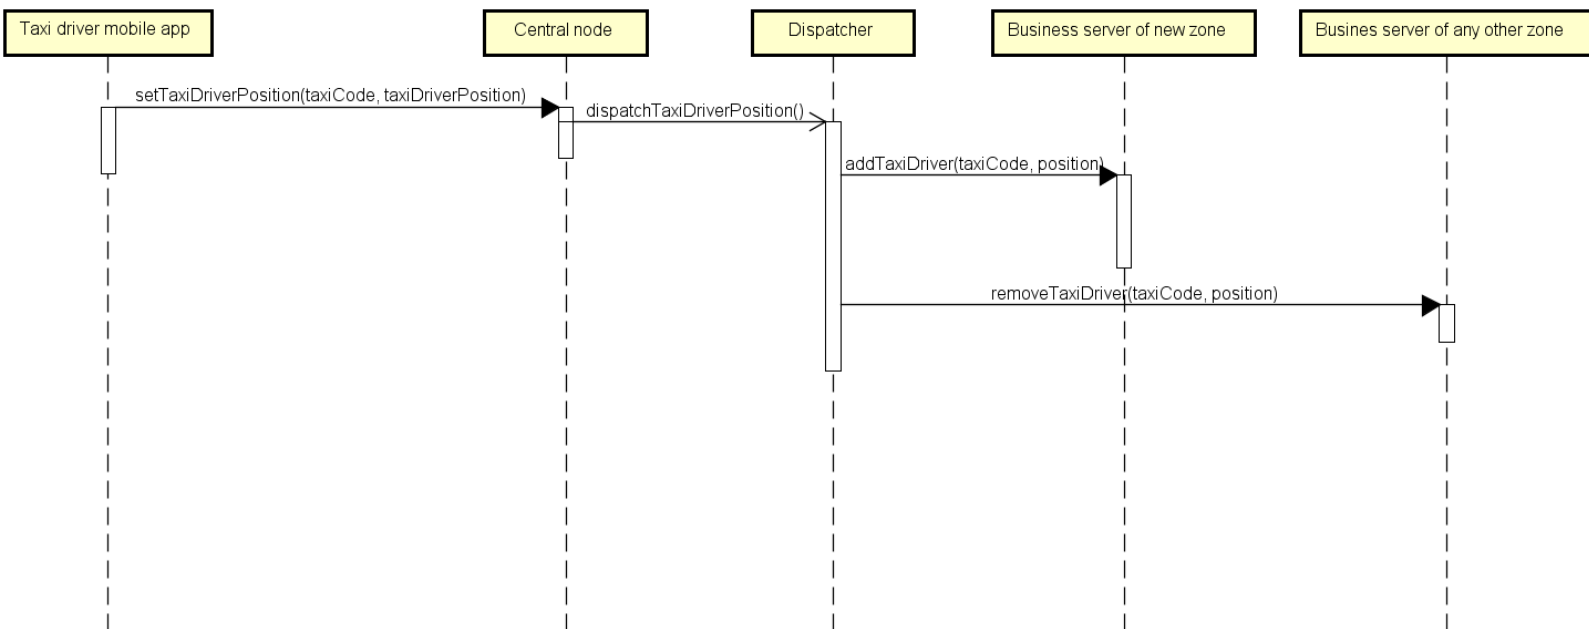 Taxi driver mobile app
Central node
Dispatcher
Business server of new zone
Busines server of any other zone
setTaxiDriverPosition(taxiCode, taxiDriverPosition)
dispatchTaxiDriverPosition()
addTaxiDriver(taxiCode, position)
removeTaxiDriver(taxiCode, position)